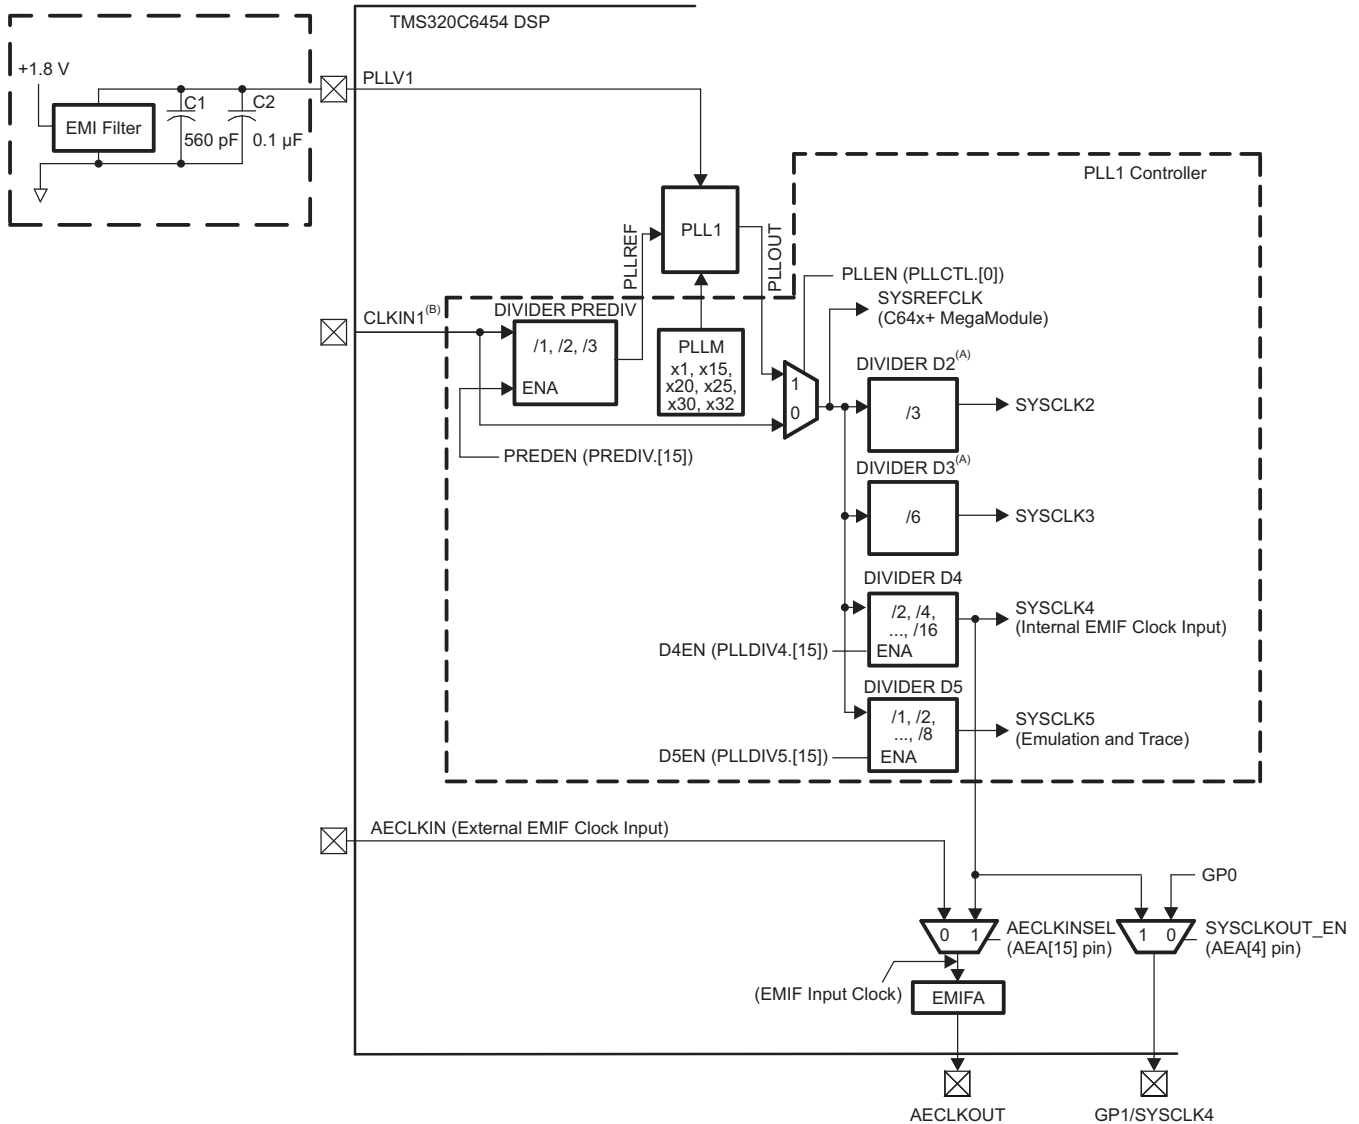 TMS320C6454 DSP
+1.8 V
PLLV1
C1
C2
EMI Filter
560 pF
0.1 µF
PLL1 Controller
PLL1
PLLREF
PLLOUT
PLLEN (PLLCTL.[0])
SYSREFCLK
(C64x+ MegaModule)
CLKIN1(B)
DIVIDER PREDIV
/1, /2, /3
ENA
PLLM
x1, x15,
x20, x25,
x30, x32
1
0
DIVIDER D2(A)
/3
SYSCLK2
PREDEN (PREDIV.[15])
DIVIDER D3(A)
/6
SYSCLK3
DIVIDER D4
/2, /4,
..., /16
ENA
SYSCLK4
(Internal EMIF Clock Input)
D4EN (PLLDIV4.[15])
DIVIDER D5
/1, /2,
..., /8
ENA
SYSCLK5
(Emulation and Trace)
D5EN (PLLDIV5.[15])
AECLKIN (External EMIF Clock Input)
GP0
0 1
AECLKINSEL
(AEA[15] pin)
1 0
SYSCLKOUT_EN
(AEA[4] pin)
(EMIF Input Clock)
EMIFA
AECLKOUT
GP1/SYSCLK4